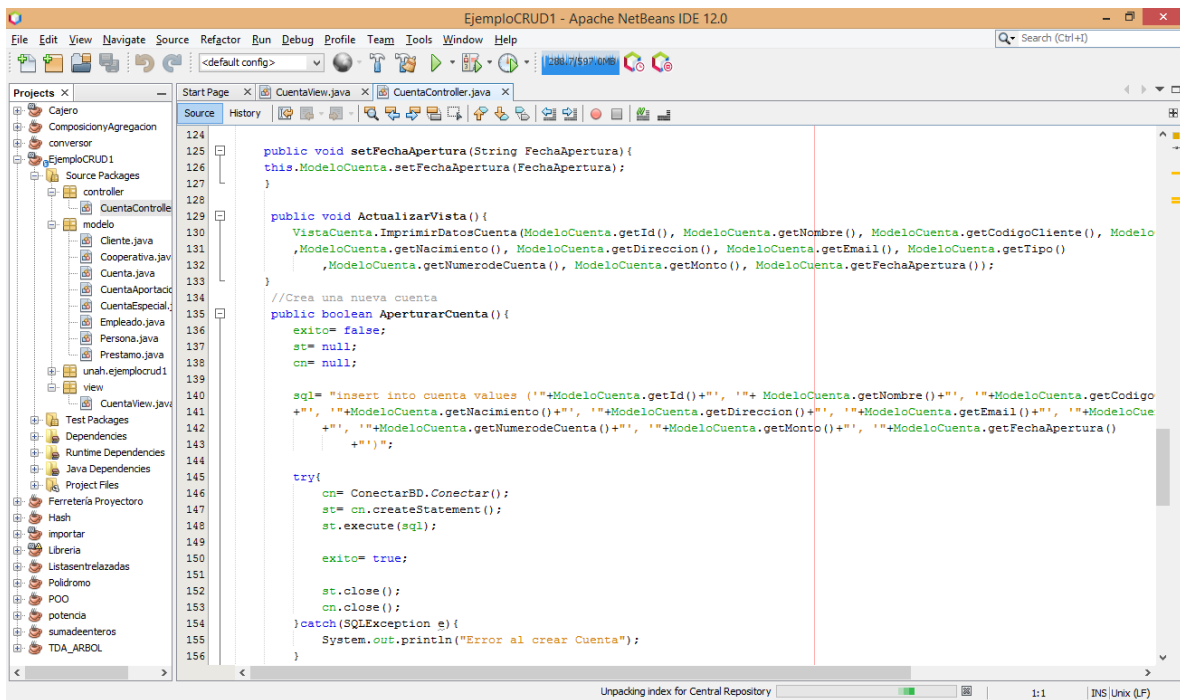 EjemploCRUD1 - Apache NetBeans IDE 12.0
File Edit View Navigate Source Refactor Run Debug Profile Team Tools Window Help
Search (Ctrl+I)
<default config>
288.7/597.0MB
Projects
Start Page CuentaView.java CuentaController.java
Source History
Cajero
ComposicionyAgregacion
conversor
EjemploCRUD1
Source Packages
controller
CuentaControlle
modelo
Cliente.java
Cooperativa.jav
Cuenta.java
CuentaAportacio
CuentaEspecial.j
Empleado.java
Persona.java
Prestamo.java
unah.ejemplocrud1
view
CuentaView.java
Test Packages
Dependencies
Runtime Dependencies
Java Dependencies
Project Files
Ferretería Proyectoro
Hash
importar
Libreria
Listasentrelazadas
Polidromo
POO
potencia
sumadeenteros
TDA_ARBOL
124
125 public void setFechaApertura(String FechaApertura){
126 this.ModeloCuenta.setFechaApertura(FechaApertura);
127 }
128
129 public void ActualizarVista(){
130 VistaCuenta.ImprimirDatosCuenta(ModeloCuenta.getId(), ModeloCuenta.getNombre(), ModeloCuenta.getCodigoCliente(), Modelo
131 ,ModeloCuenta.getNacimiento(), ModeloCuenta.getDireccion(), ModeloCuenta.getEmail(), ModeloCuenta.getTipo()
132 ,ModeloCuenta.getNumerodeCuenta(), ModeloCuenta.getMonto(), ModeloCuenta.getFechaApertura());
133 }
134 //Crea una nueva cuenta
135 public boolean AperturarCuenta(){
136 exito= false;
137 st= null;
138 cn= null;
139
140 sql= "insert into cuenta values ('"+ModeloCuenta.getId()+"', '"+ ModeloCuenta.getNombre()+"', '"+ModeloCuenta.getCodigo
141 +"', '"+ModeloCuenta.getNacimiento()+"', '"+ModeloCuenta.getDireccion()+"', '"+ModeloCuenta.getEmail()+"', '"+ModeloCue
142 +"', '"+ModeloCuenta.getNumerodeCuenta()+"', '"+ModeloCuenta.getMonto()+"', '"+ModeloCuenta.getFechaApertura()
143 +"')";
144
145 try{
146 cn= ConectarBD.Conectar();
147 st= cn.createStatement();
148 st.execute(sql);
149
150 exito= true;
151
152 st.close();
153 cn.close();
154 }catch(SQLException e){
155 System.out.println("Error al crear Cuenta");
156 }
Unpacking index for Central Repository
1:1
INS Unix (LF)